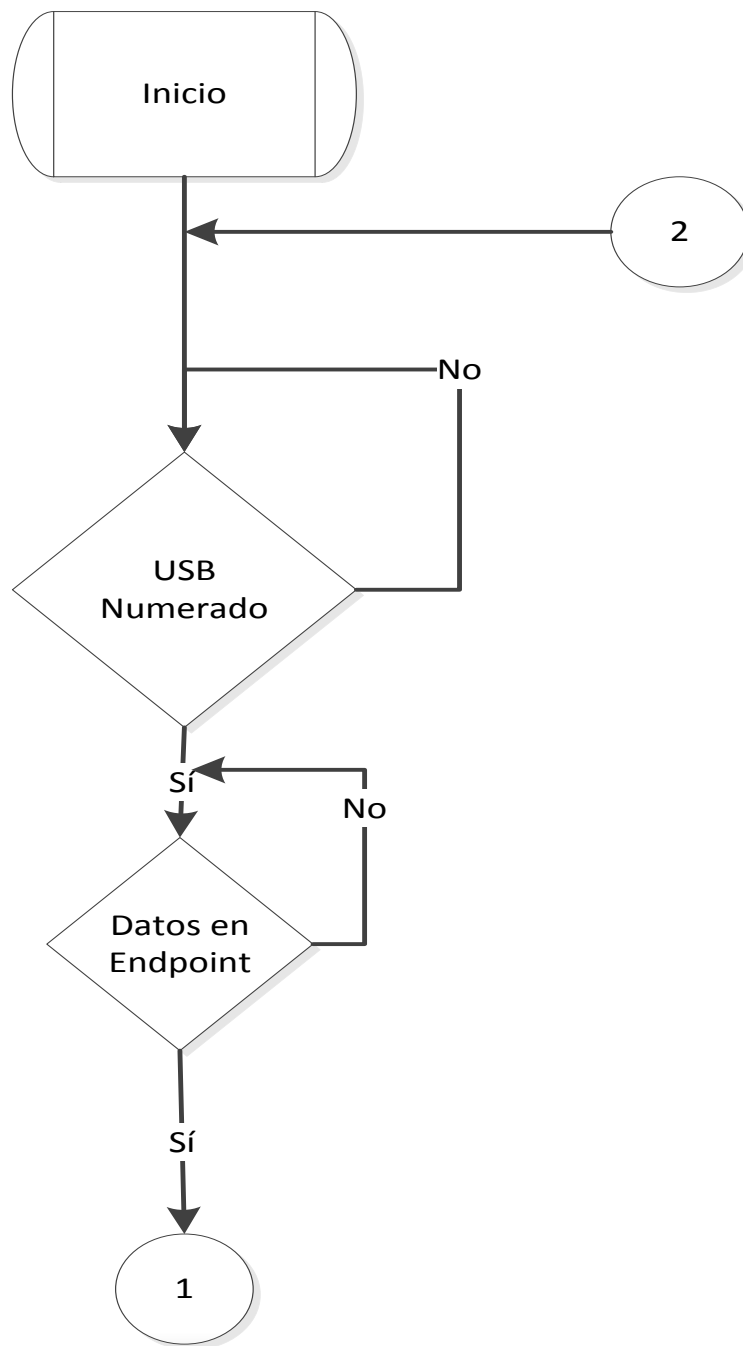 Inicio
2
No
USB
Numerado
Sí
No
Datos en
Endpoint
Sí
1